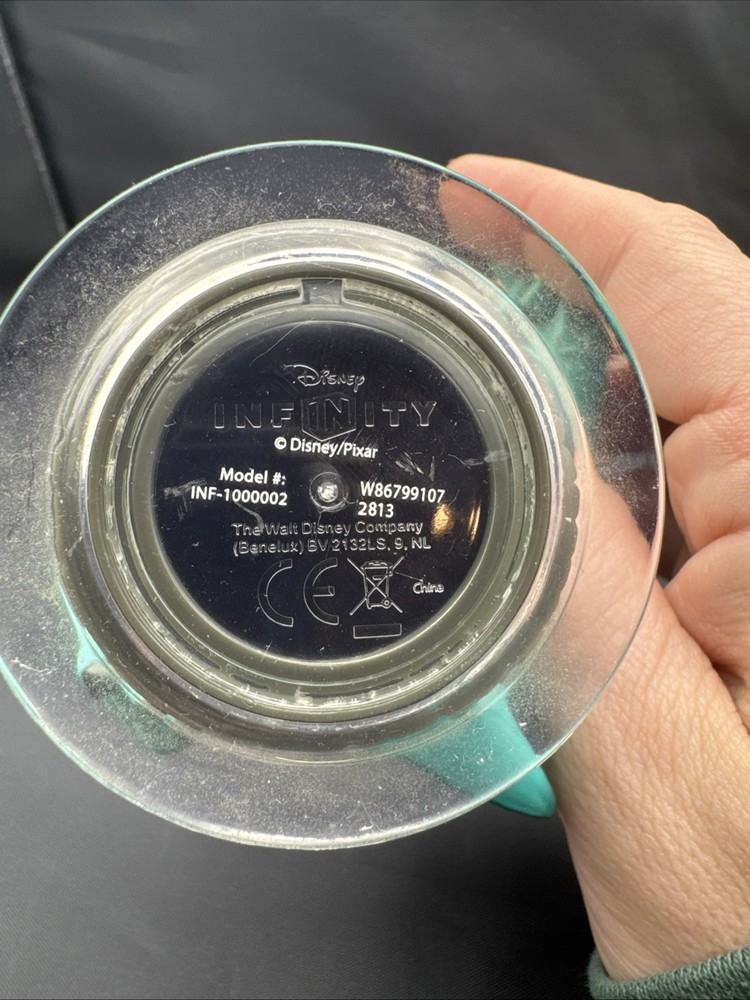 Disney
INFINITY
© Disney/Pixar
Model #:
INF-1000002
W86799107
2813
The Walt Disney Company
(Benelux) BV 2132LS, 9, NL
CE
China